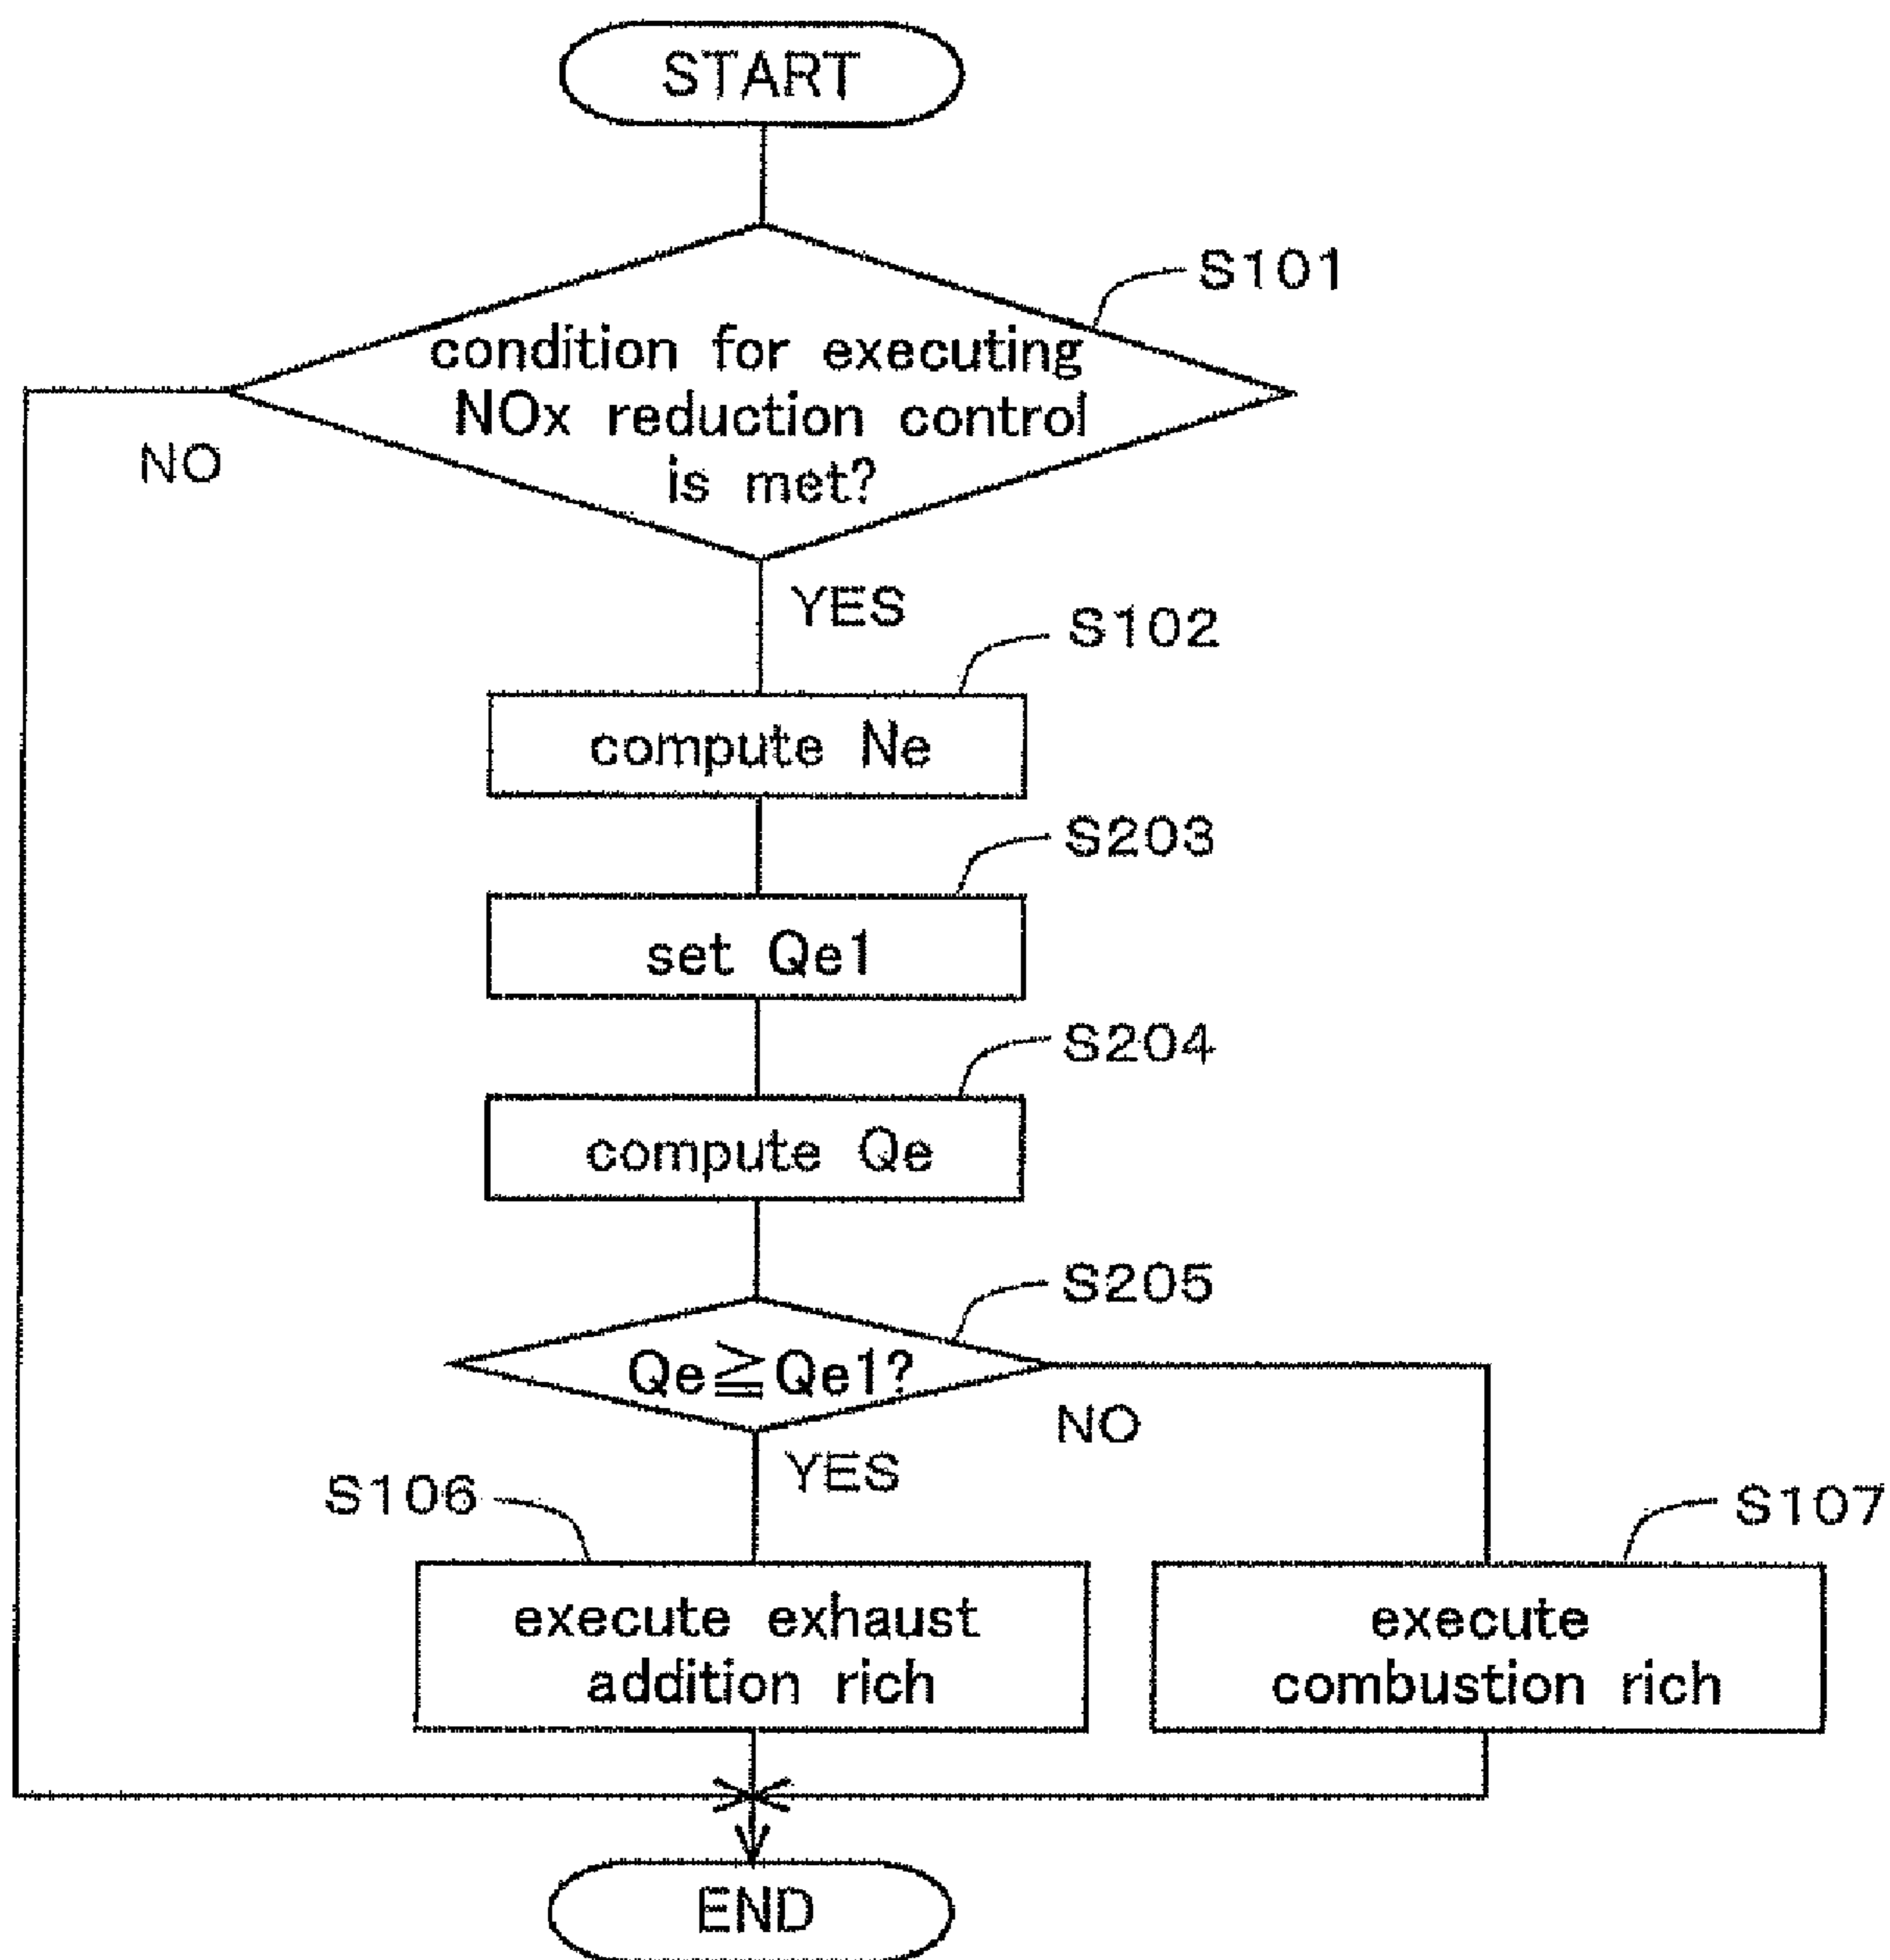 START
S101
condition for executing
NOx reduction control
is met?
NO
YES
S102
compute Ne
S203
set Qe1
S204
compute Qe
S205
Qe≧Qe1?
NO
YES
S106
S107
execute exhaust
addition rich
execute
combustion rich
END